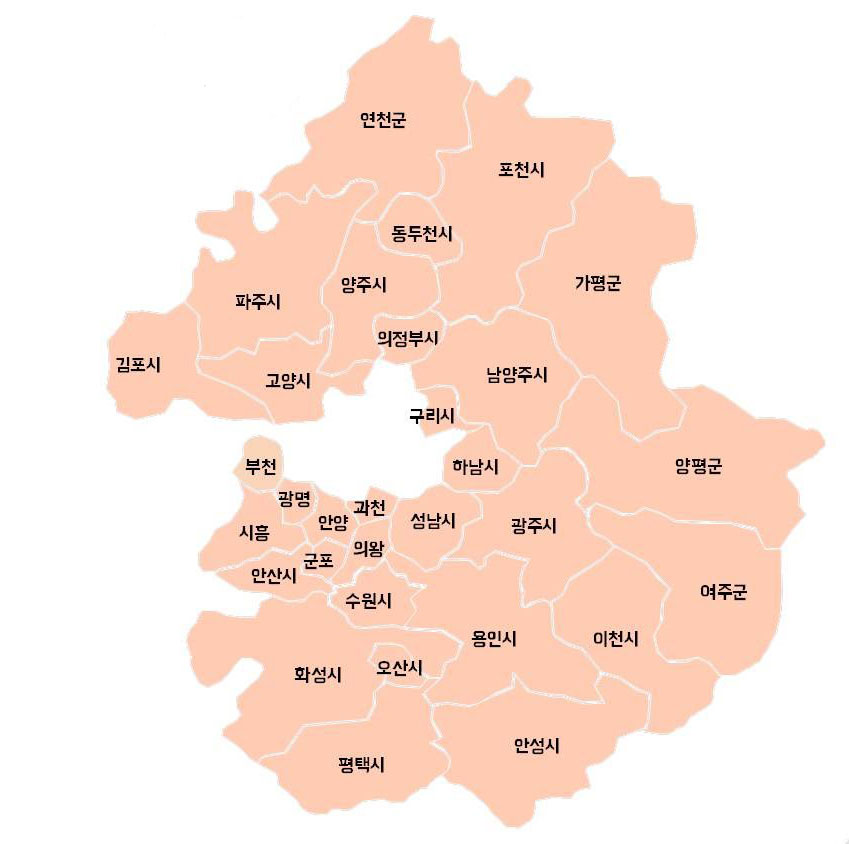 연천군
포천시
동두천시
가평군
양주시
파주시
의정부시
김포시
남양주시
고양시
구리시
부천
하남시
양평군
광명
과천
안양
성남시
광주시
시흥
의왕
군포
안산시
여주군
수원시
용인시
이천시
화성시
오산시
안성시
평택시